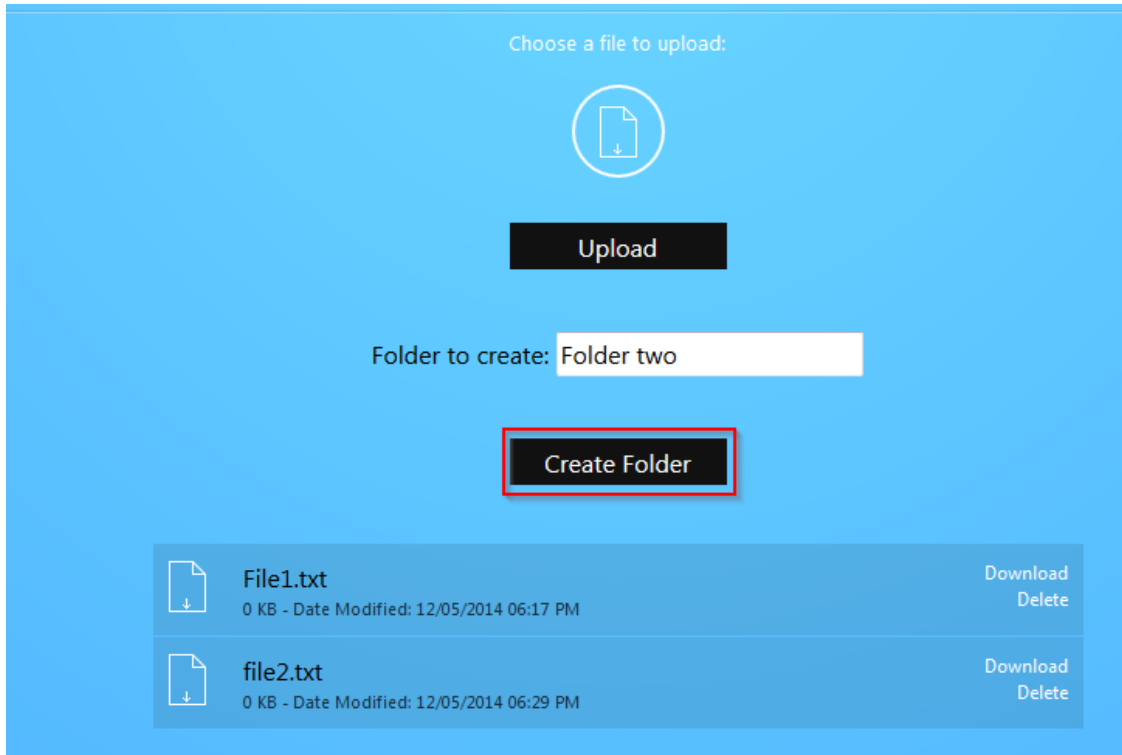 Choose a file to upload:
Upload
Folder to create: Folder two
Create Folder
File1.txt
Download
0 KB - Date Modified: 12/05/2014 06:17 PM
Delete
file2.txt
Download
0 KB - Date Modified: 12/05/2014 06:29 PM
Delete